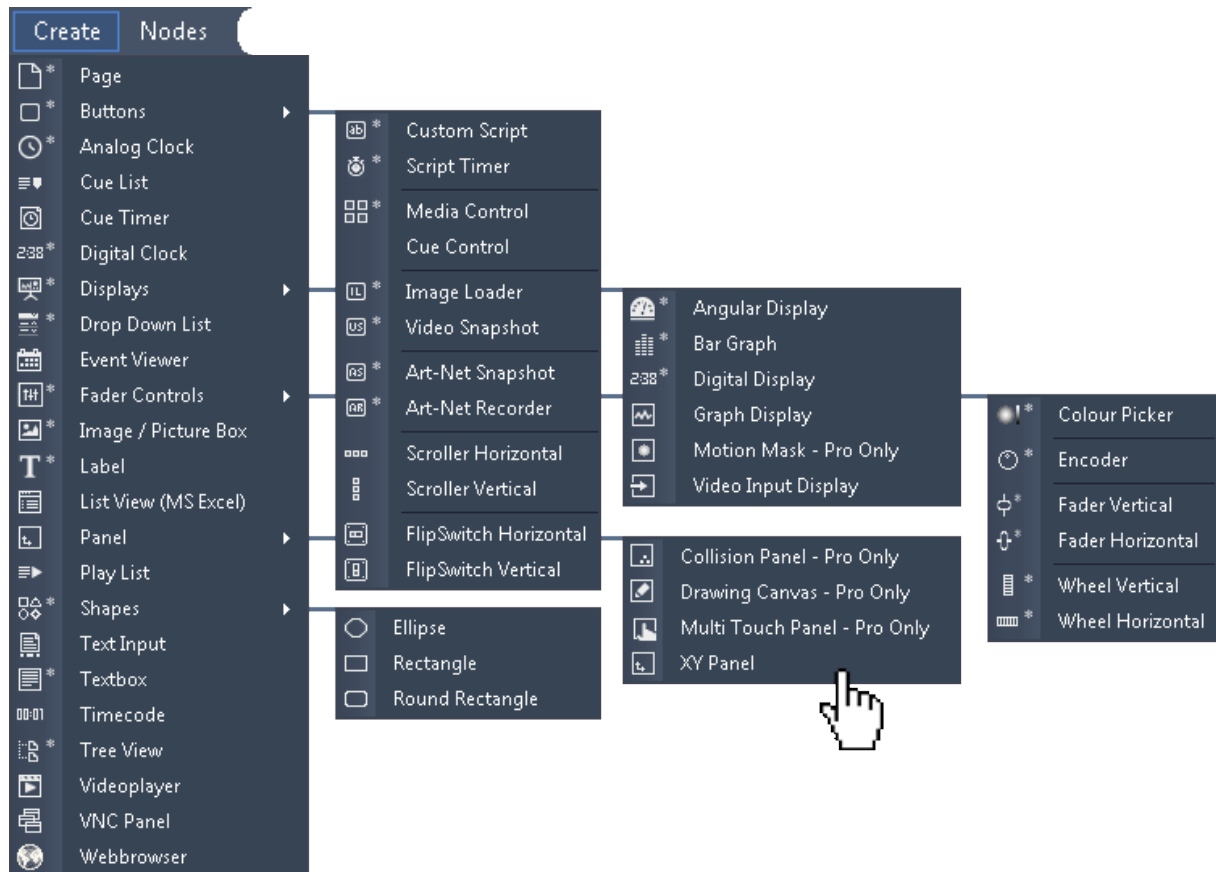 Create Nodes
Page
Buttons
Analog Clock
Cue List
Cue Timer
2:38 Digital Clock
Displays
Drop Down List
Event Viewer
Fader Controls
Image / Picture Box
T Label
List View (MS Excel)
Panel
Play List
Shapes
Text Input
Textbox
00:01 Timecode
Tree View
Videoplayer
VNC Panel
Webbrowser
ab Custom Script
Script Timer
Media Control
Cue Control
IL Image Loader
US Video Snapshot
AS Art-Net Snapshot
AR Art-Net Recorder
Scroller Horizontal
Scroller Vertical
FlipSwitch Horizontal
FlipSwitch Vertical
Ellipse
Rectangle
Round Rectangle
Angular Display
Bar Graph
2:38 Digital Display
Graph Display
Motion Mask - Pro Only
Video Input Display
Collision Panel - Pro Only
Drawing Canvas - Pro Only
Multi Touch Panel - Pro Only
XY Panel
Colour Picker
Encoder
Fader Vertical
Fader Horizontal
Wheel Vertical
Wheel Horizontal